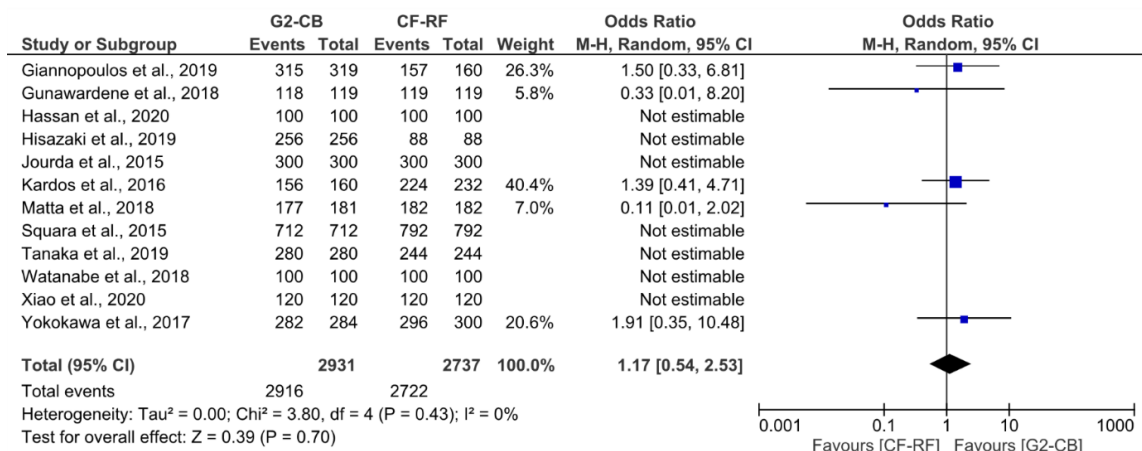 G2-CB CF-RF Odds Ratio Odds Ratio
Study or Subgroup Events Total Events Total Weight M-H, Random, 95% CI M-H, Random, 95% CI
Giannopoulos et al., 2019 315 319 157 160 26.3% 1.50 [0.33, 6.81]
Gunawardene et al., 2018 118 119 119 119 5.8% 0.33 [0.01, 8.20]
Hassan et al., 2020 100 100 100 100 Not estimable
Hisazaki et al., 2019 256 256 88 88 Not estimable
Jourda et al., 2015 300 300 300 300 Not estimable
Kardos et al., 2016 156 160 224 232 40.4% 1.39 [0.41, 4.71]
Matta et al., 2018 177 181 182 182 7.0% 0.11 [0.01, 2.02]
Squara et al., 2015 712 712 792 792 Not estimable
Tanaka et al., 2019 280 280 244 244 Not estimable
Watanabe et al., 2018 100 100 100 100 Not estimable
Xiao et al., 2020 120 120 120 120 Not estimable
Yokokawa et al., 2017 282 284 296 300 20.6% 1.91 [0.35, 10.48]
Total (95% CI) 2931 2737 100.0% 1.17 [0.54, 2.53]
Total events 2916 2722
Heterogeneity: Tau² = 0.00; Chi² = 3.80, df = 4 (P = 0.43); I² = 0%
Test for overall effect: Z = 0.39 (P = 0.70)
0.001 0.1 1 10 1000
Favours [CF-RF] Favours [G2-CB]